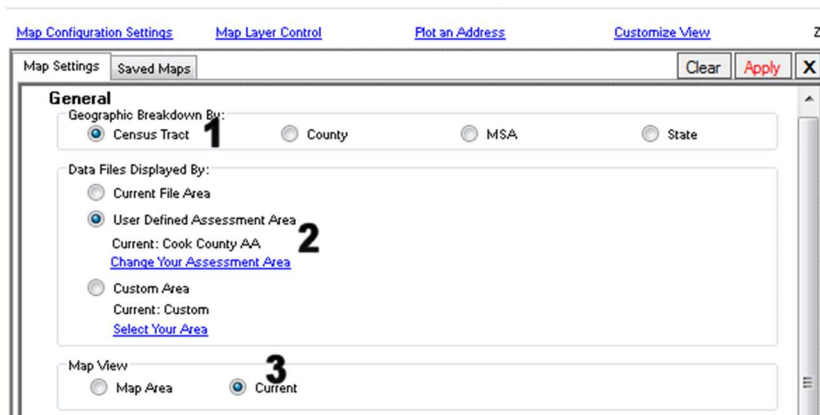 Map Configuration Settings Map Layer Control Plot an Address Customize View Z
Map Settings Saved Maps Clear Apply X
General
Geographic Breakdown By:
Census Tract 1 County MSA State
Data Files Displayed By:
Current File Area
User Defined Assessment Area
Current: Cook County AA 2
Change Your Assessment Area
Custom Area
Current: Custom
Select Your Area
Map View
Map Area Current 3